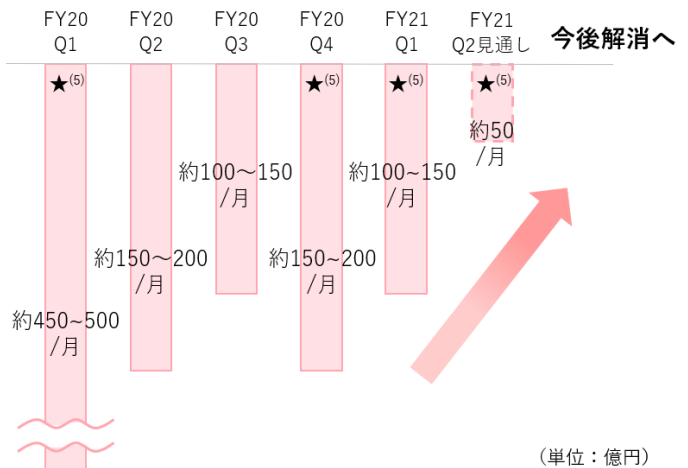 FY20 FY20 FY20 FY20 FY21 FY21
Q1 Q2 Q3 Q4 Q1 Q2見通し
今後解消へ
★(5) ★(5) ★(5) ★(5)
約50
/月
約100～150 約100~150
/月 /月
約150～200 約150~200
/月 /月
約450~500
/月
（単位：億円）